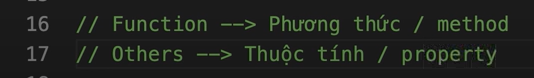 16 // Function --> Phương thức / method
17 // Others --> Thuộc tính / property